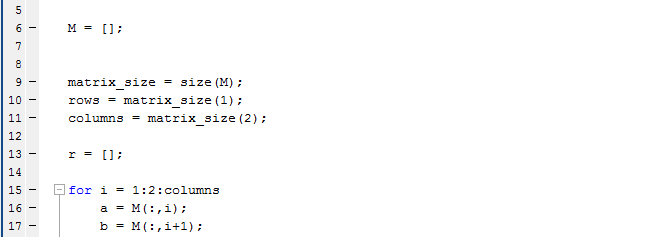 5
6 – M = [];
7
8
9 – matrix_size = size(M);
10 – rows = matrix_size(1);
11 – columns = matrix_size(2);
12
13 – r = [];
14
15 – for i = 1:2:columns
16 – a = M(:,i);
17 – b = M(:,i+1);